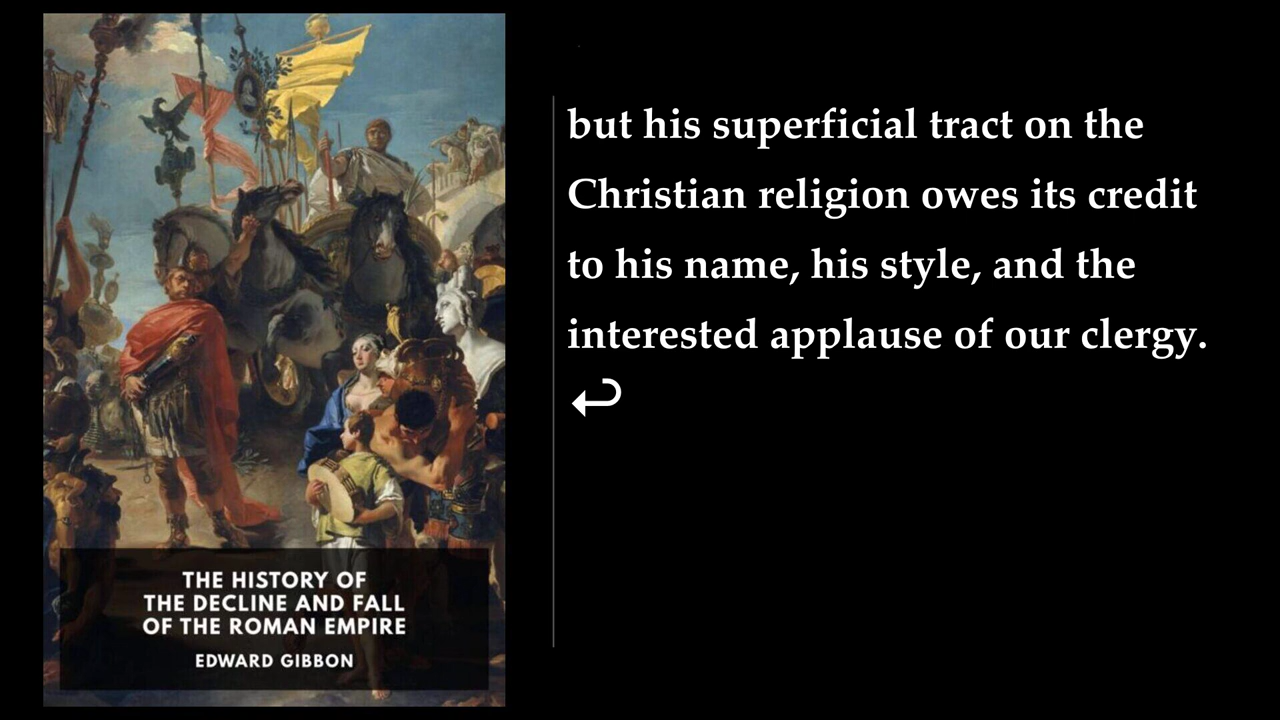 THE HISTORY OF
THE DECLINE AND FALL
OF THE ROMAN EMPIRE
EDWARD GIBBON
but his superficial tract on the
Christian religion owes its credit
to his name, his style, and the
interested applause of our clergy.
↩